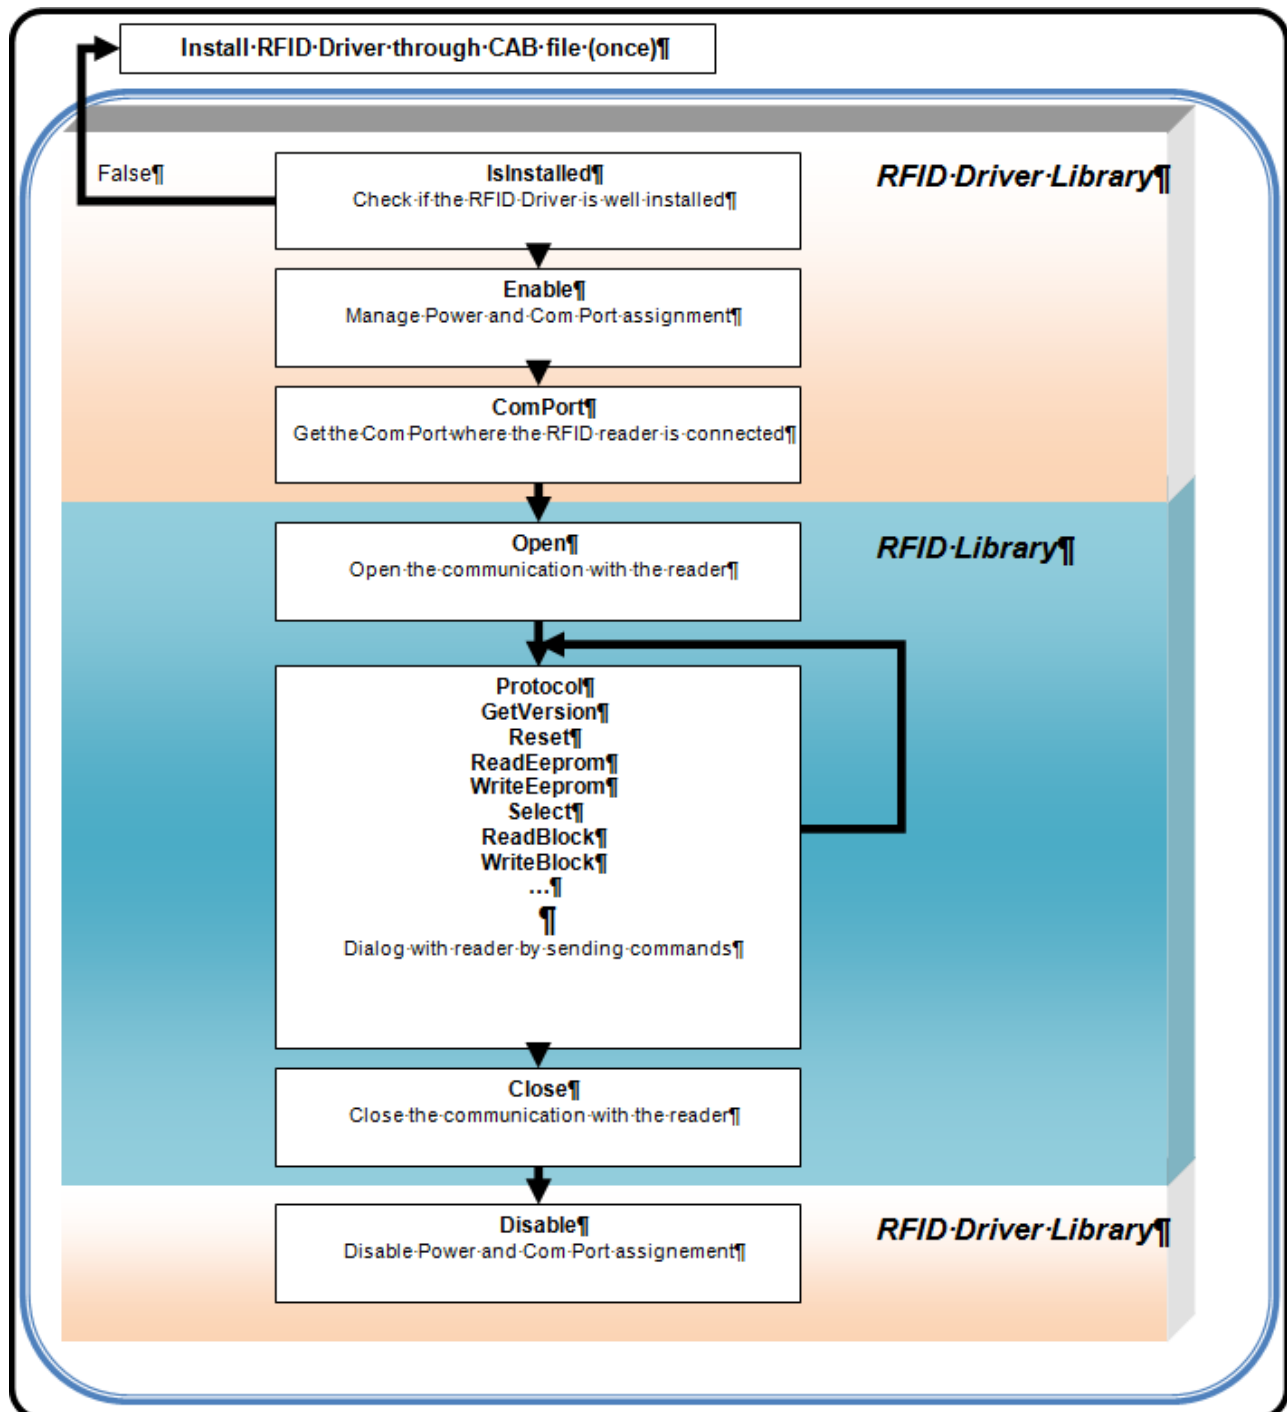 Install·RFID·Driver·through·CAB·file·(once)¶
False¶
IsInstalled¶
Check·if·the·RFID·Driver·is·well·installed¶
RFID·Driver·Library¶
Enable¶
Manage·Power·and·Com·Port·assignment¶
ComPort¶
Get·the·Com·Port·where·the·RFID·reader·is·connected¶
Open¶
Open·the·communication·with·the·reader¶
RFID·Library¶
Protocol¶
GetVersion¶
Reset¶
ReadEeprom¶
WriteEeprom¶
Select¶
ReadBlock¶
WriteBlock¶
...¶
¶
Dialog·with·reader·by·sending·commands¶
Close¶
Close·the·communication·with·the·reader¶
Disable¶
Disable·Power·and·Com·Port·assignement¶
RFID·Driver·Library¶